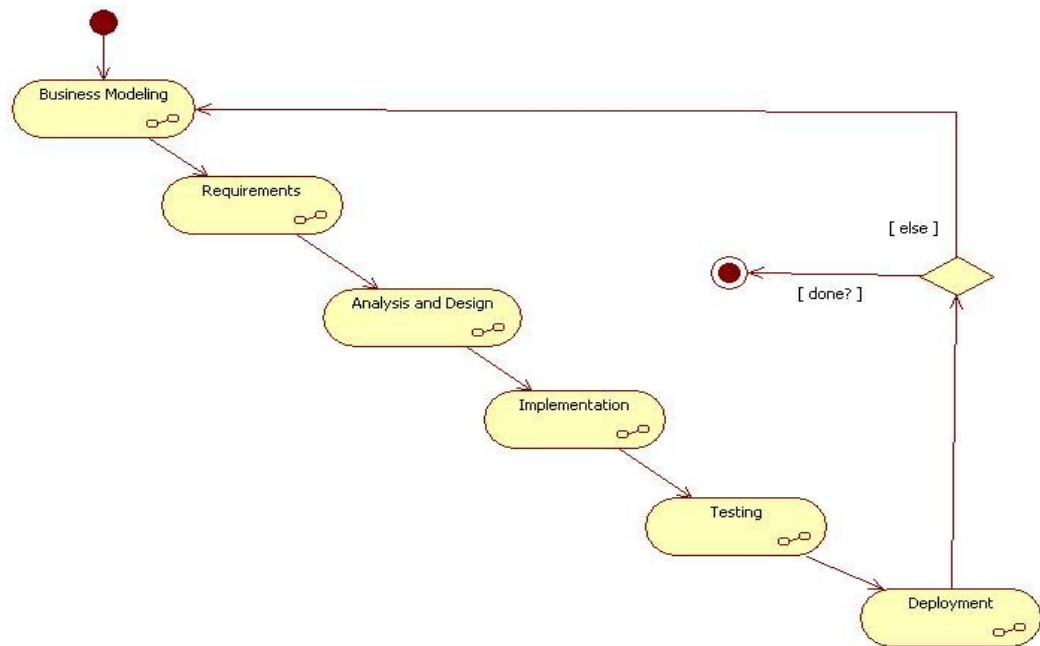 Business Modeling
Requirements
[ else ]
Analysis and Design
[ done? ]
Implementation
Testing
Deployment